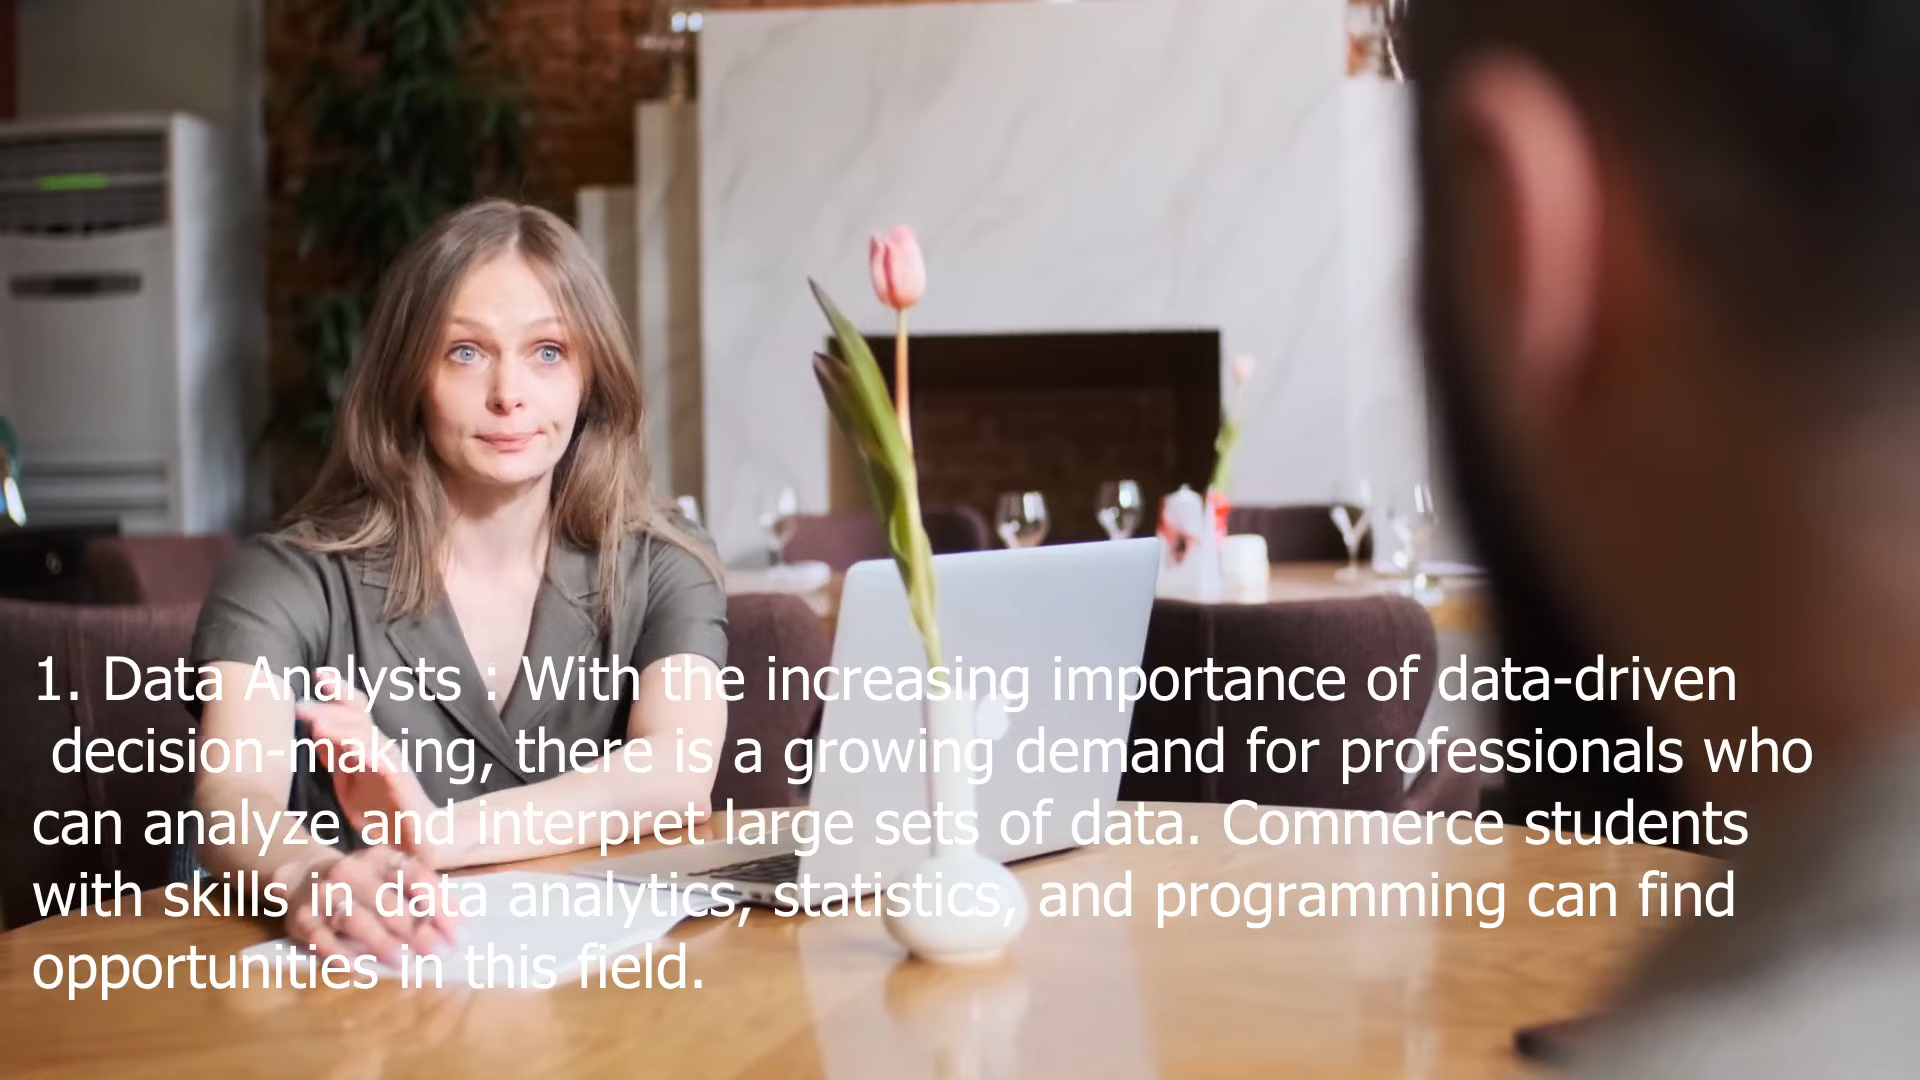 1. Data Analysts : With the increasing importance of data-driven
decision-making, there is a growing demand for professionals who
can analyze and interpret large sets of data. Commerce students
with skills in data analytics, statistics, and programming can find
opportunities in this field.